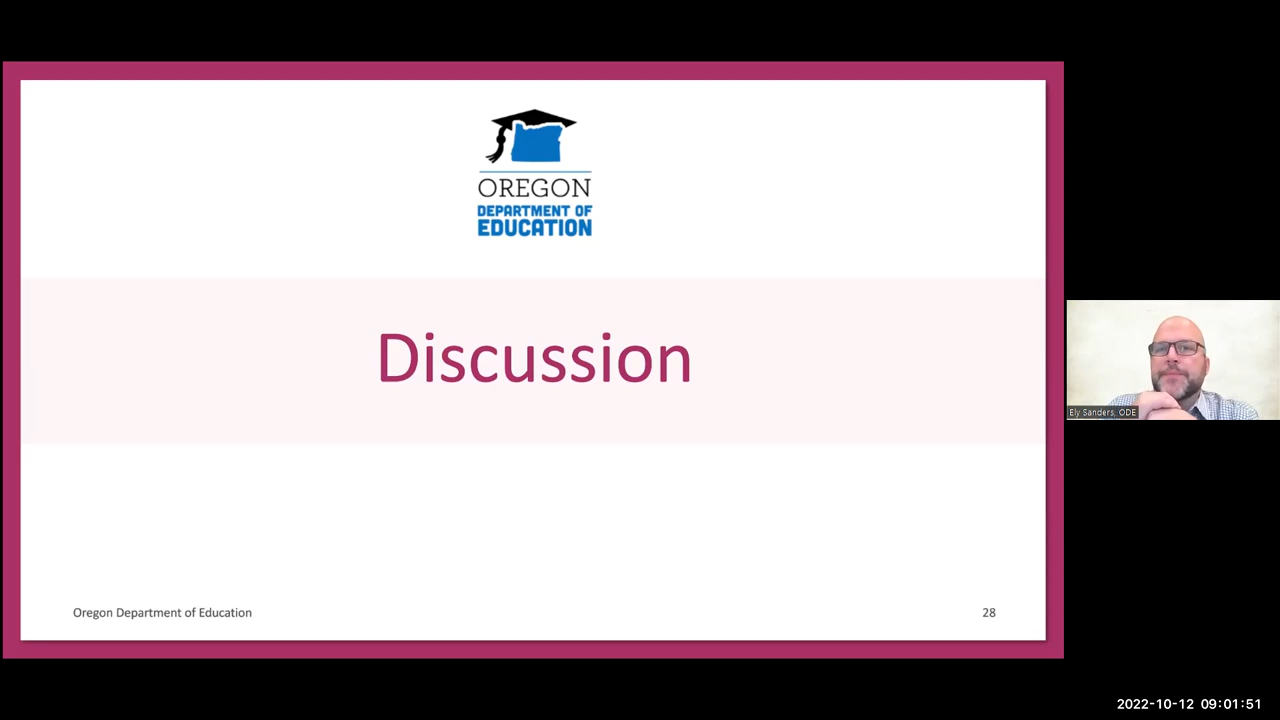 OREGON
DEPARTMENT OF
EDUCATION
Discussion
Oregon Department of Education
28
Ely Sanders, ODE
2022-10-12 09:01:51